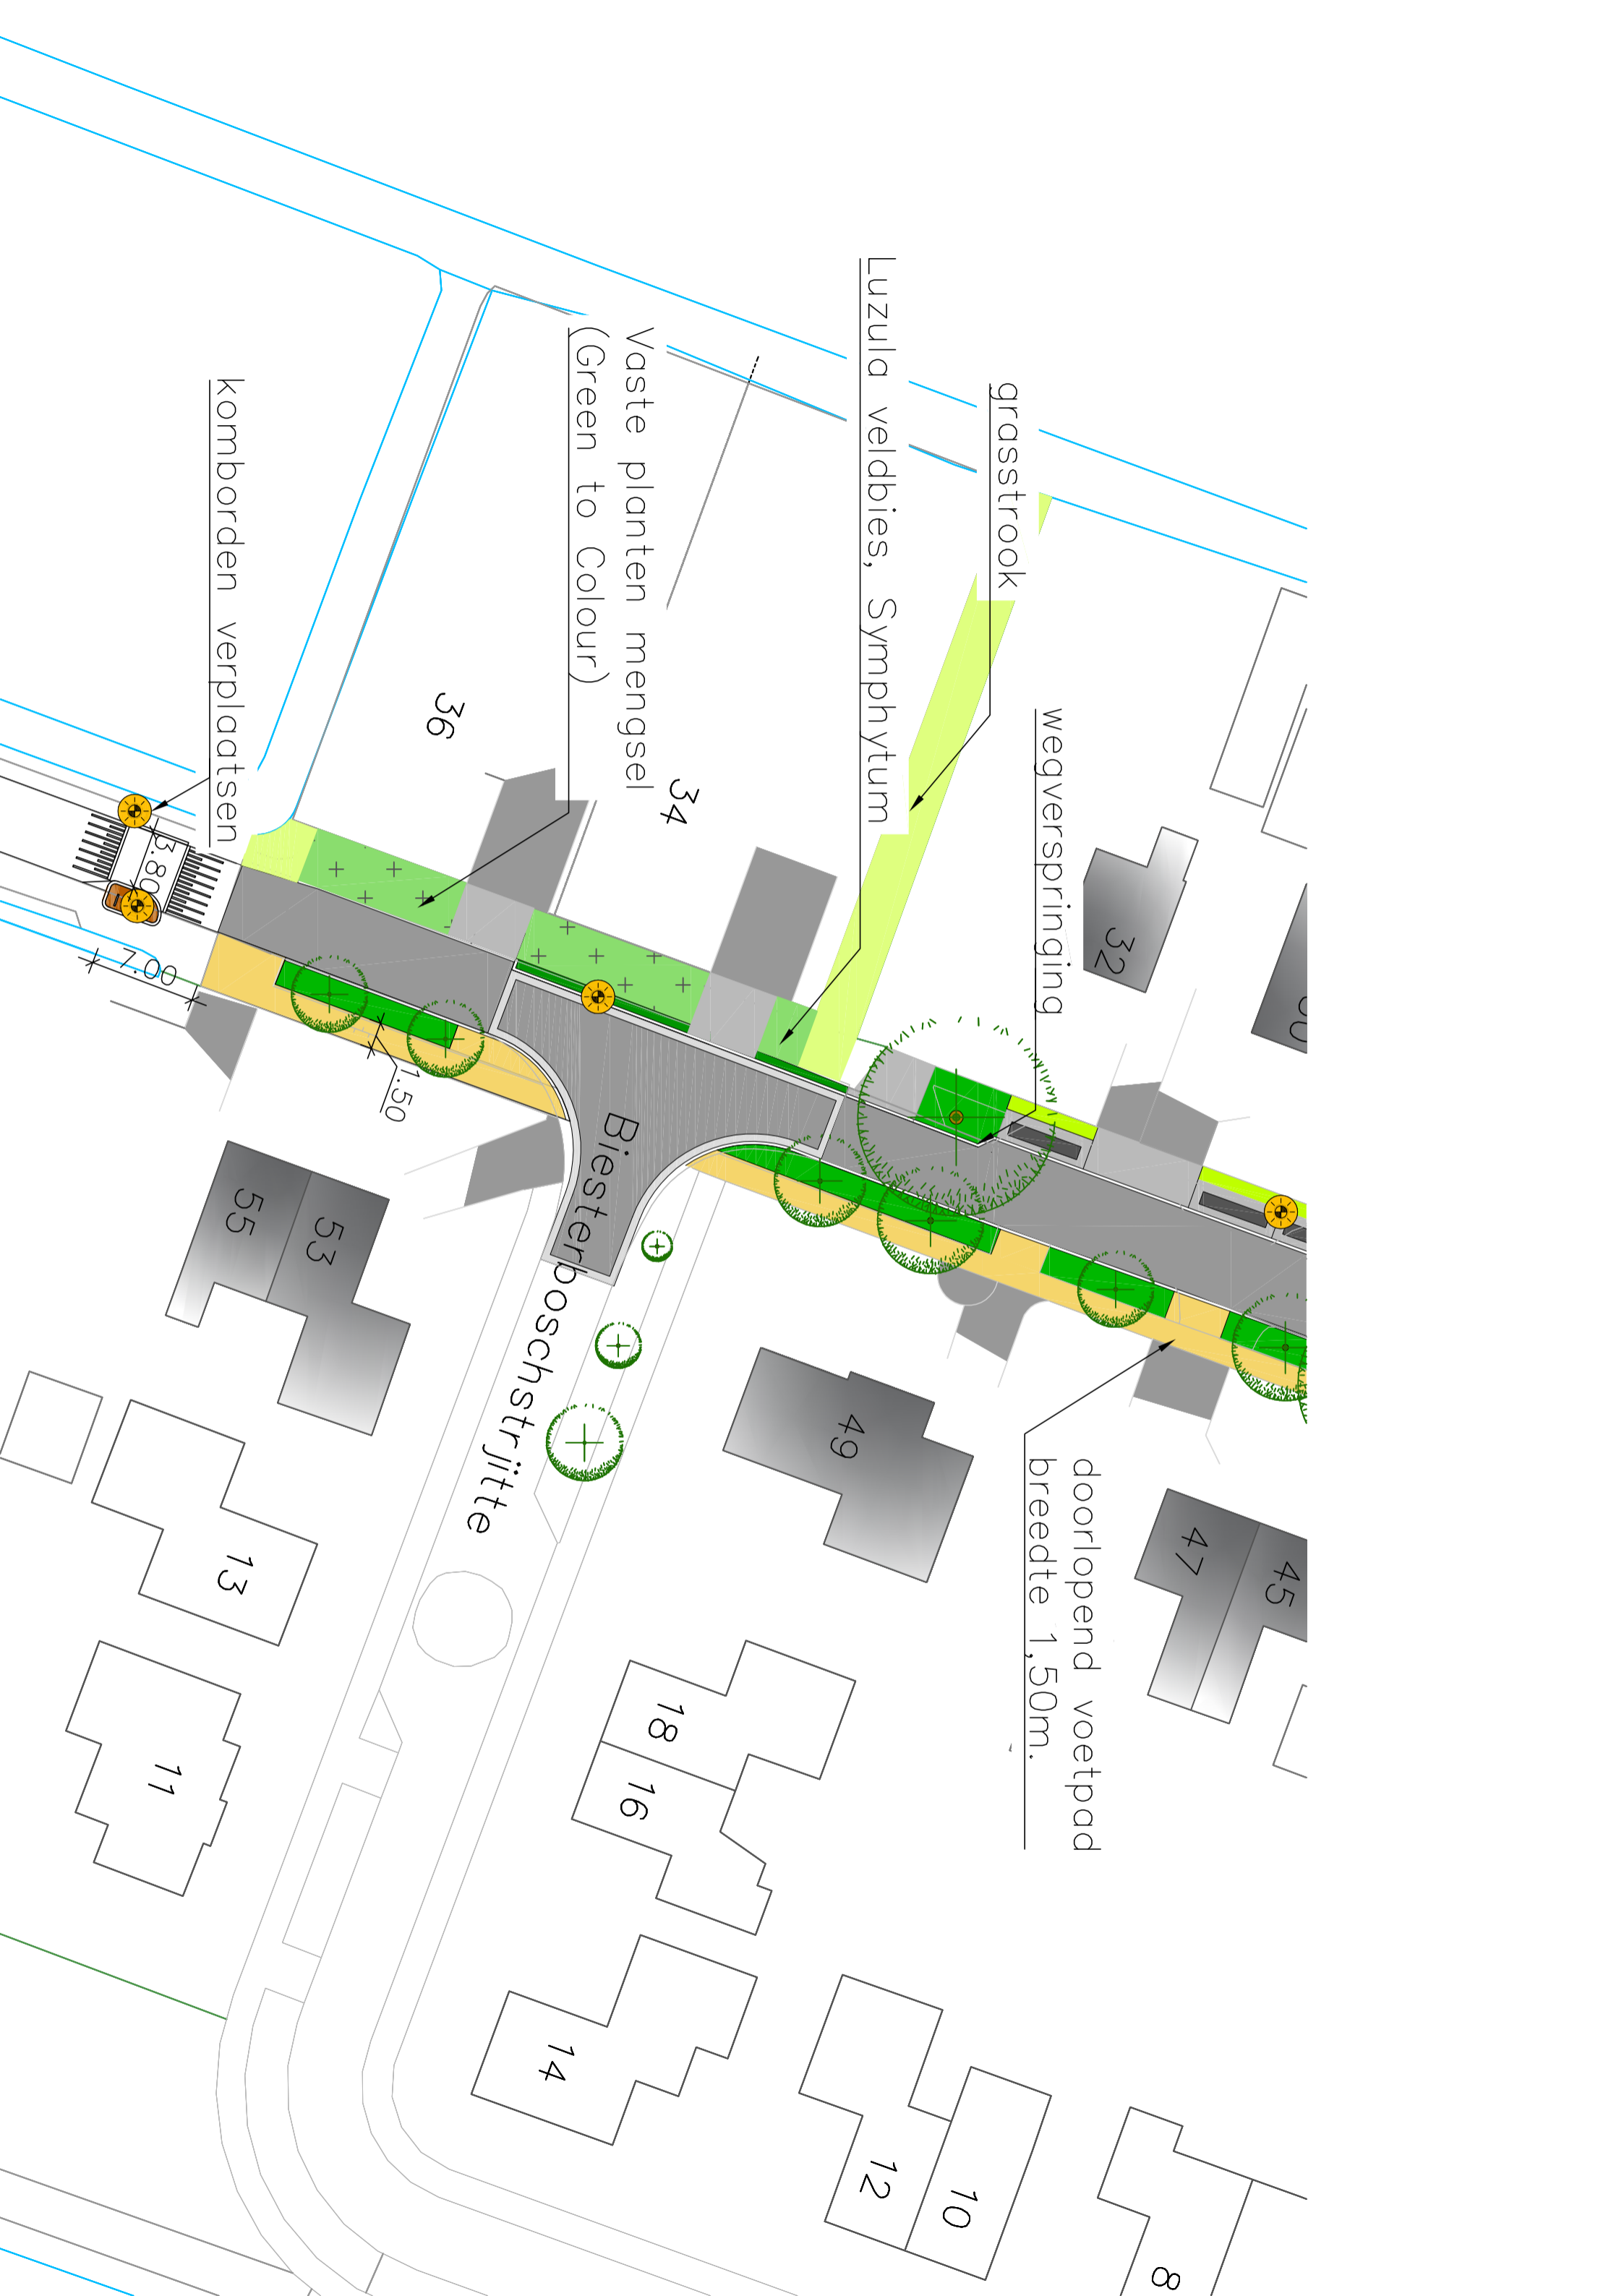 grasstrook
Luzula veldbies, Symphytum
Vaste planten mengsel
(Green to Colour)
komborden verplaatsen
wegverspringing
36
34
32
3.80
7.00
1.50
Biesterboschstrjitte
55
53
49
47
45
doorlopend voetpad
breedte 1,50m.
13
11
18
16
14
12
10
8